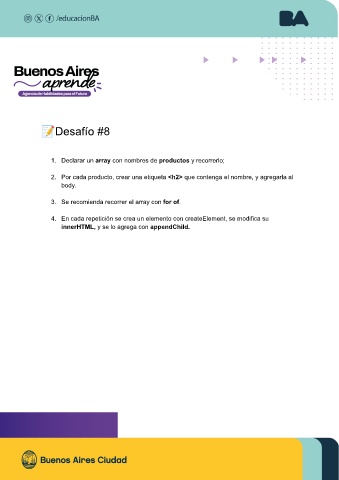 /educacionBA
BA
Buenos Aires
aprende
Agencia de Habilidades para el Futuro
Desafío #8
1. Declarar un array con nombres de productos y recorrerlo;
2. Por cada producto, crear una etiqueta <h2> que contenga el nombre, y agregarla al
body.
3. Se recomienda recorrer el array con for of.
4. En cada repetición se crea un elemento con createElement, se modifica su
innerHTML, y se lo agrega con appendChild.
Buenos Aires Ciudad